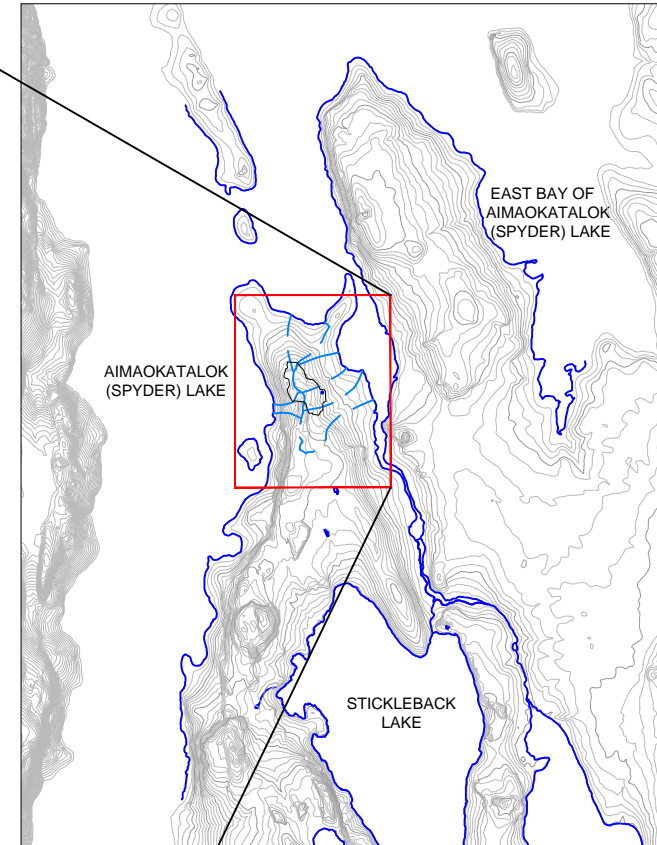 EAST BAY OF
AIMAOKATALOK
(SPYDER) LAKE
AIMAOKATALOK
(SPYDER) LAKE
STICKLEBACK
LAKE